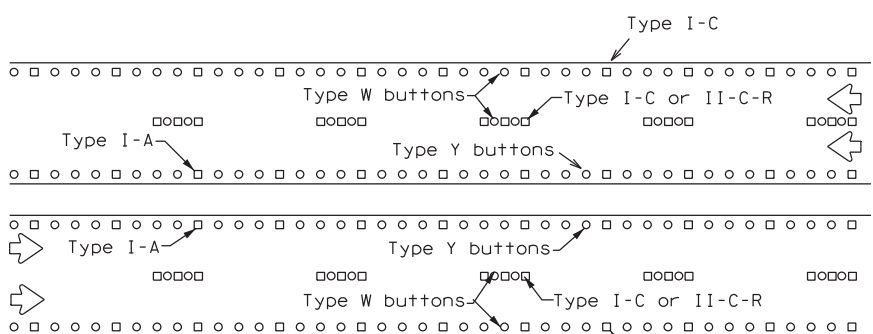 Type I-C
Type W buttons
Type I-C or II-C-R
Type I-A
Type Y buttons
Type I-A
Type Y buttons
Type W buttons
Type I-C or II-C-R